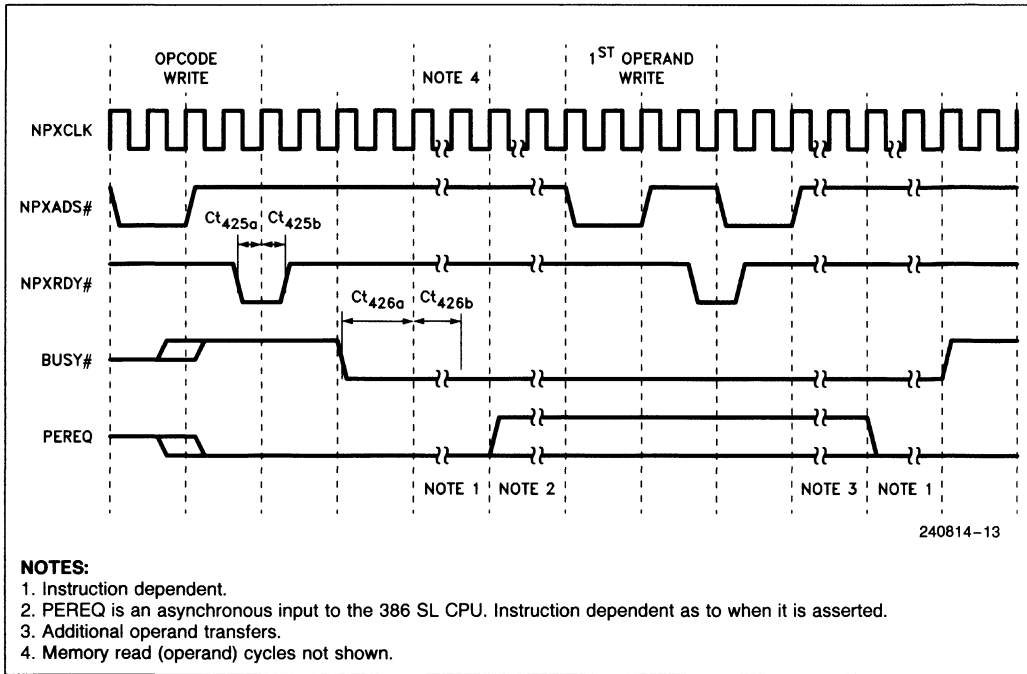 OPCODE
WRITE
NOTE 4
1ST OPERAND
WRITE
NPXCLK
NPXADS#
Ct425a
Ct425b
NPXRDY#
Ct426a
Ct426b
BUSY#
PEREQ
NOTE 1
NOTE 2
NOTE 3
NOTE 1
240814-13
NOTES:
1. Instruction dependent.
2. PEREQ is an asynchronous input to the 386 SL CPU. Instruction dependent as to when it is asserted.
3. Additional operand transfers.
4. Memory read (operand) cycles not shown.